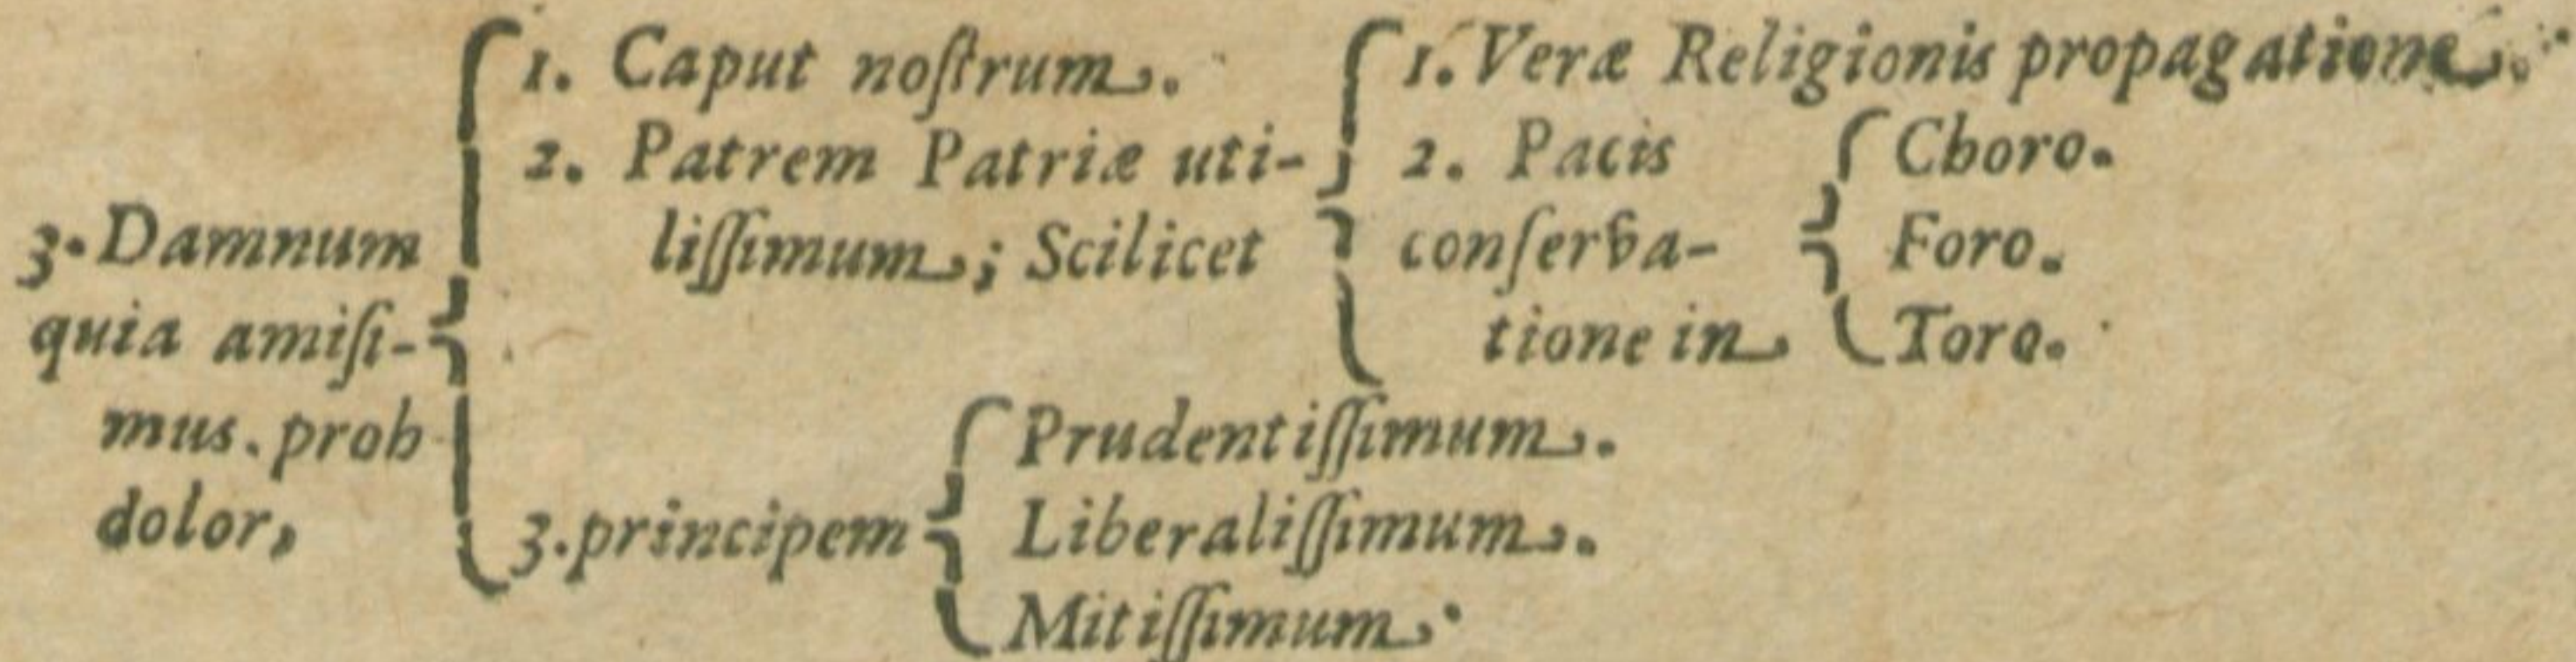 3. Damnum
quia amiſi-
mus. proh
dolor,
1. Caput noſtrum.
2. Patrem Patriæ uti-
liſſimum; Scilicet
1. Veræ Religionis propagatione.
2. Pacis
conſerva-
tione in
Choro.
Foro.
Toro.
3. principem
Prudentiſſimum.
Liberaliſſimum.
Mitiſſimum.